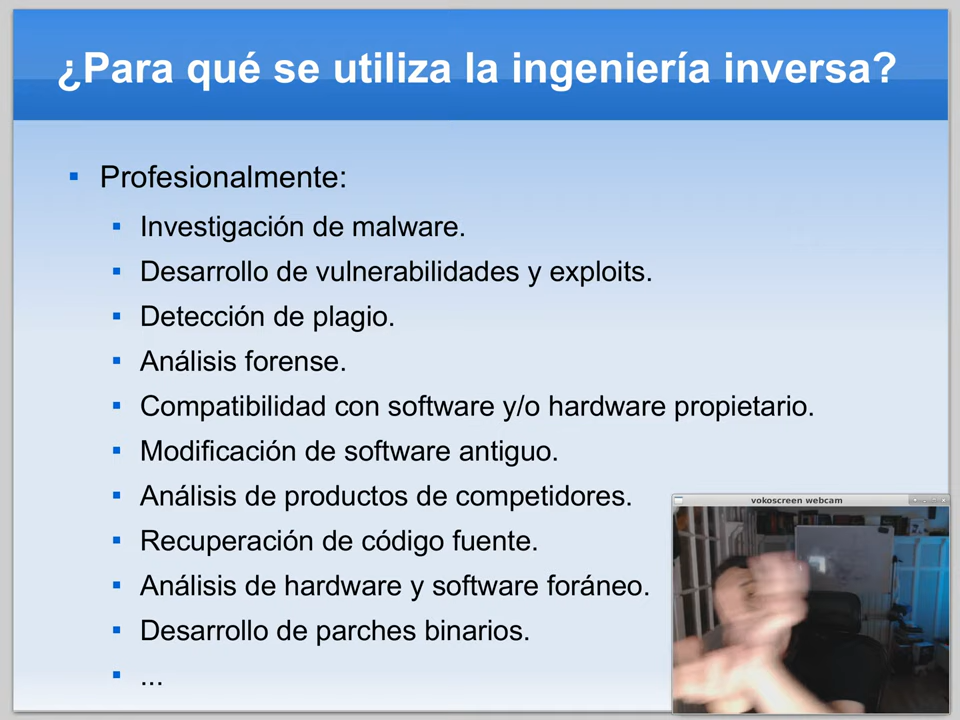 ¿Para qué se utiliza la ingeniería inversa?
Profesionalmente:
Investigación de malware.
Desarrollo de vulnerabilidades y exploits.
Detección de plagio.
Análisis forense.
Compatibilidad con software y/o hardware propietario.
Modificación de software antiguo.
Análisis de productos de competidores.
Recuperación de código fuente.
Análisis de hardware y software foráneo.
Desarrollo de parches binarios.
...
vokoscreen webcam